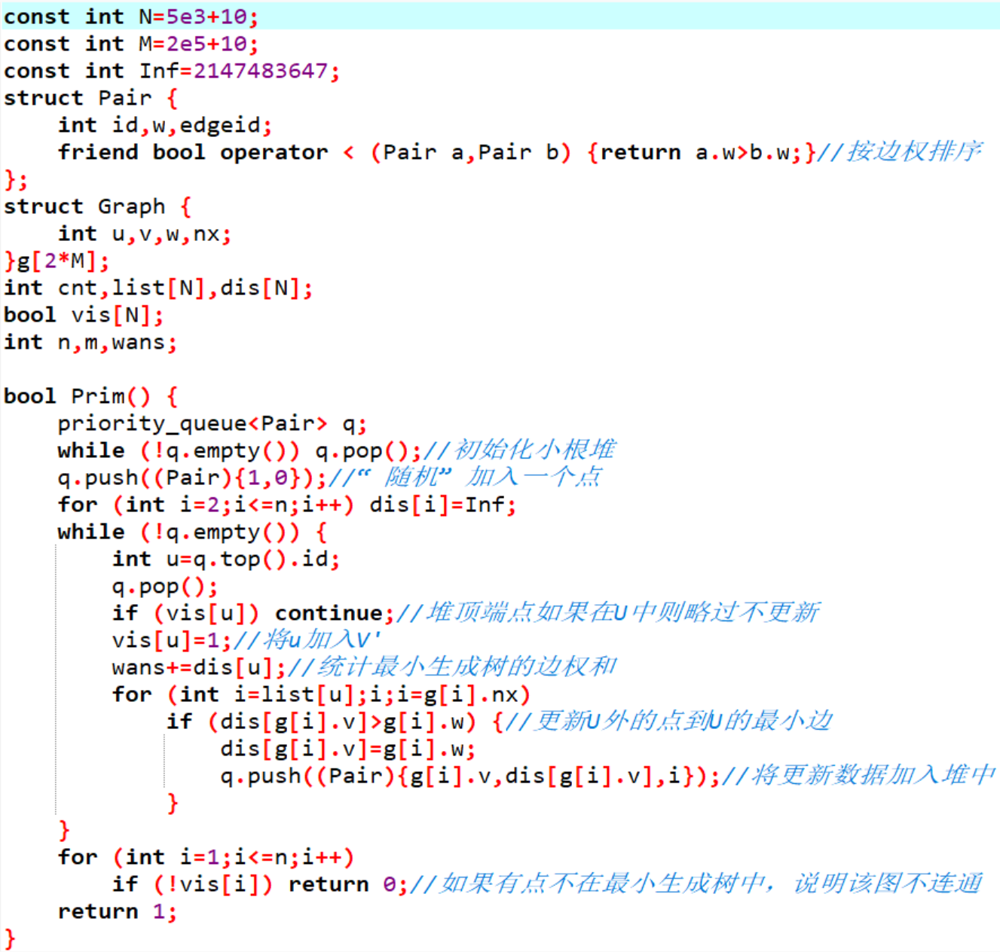 const int N=5e3+10;
const int M=2e5+10;
const int Inf=2147483647;
struct Pair {
    int id,w,edgeid;
    friend bool operator < (Pair a,Pair b) {return a.w>b.w;}//按边权排序
};
struct Graph {
    int u,v,w,nx;
}g[2*M];
int cnt,list[N],dis[N];
bool vis[N];
int n,m,wans;

bool Prim() {
    priority_queue<Pair> q;
    while (!q.empty()) q.pop();//初始化小根堆
    q.push((Pair){1,0});//“随机”加入一个点
    for (int i=2;i<=n;i++) dis[i]=Inf;
    while (!q.empty()) {
        int u=q.top().id;
        q.pop();
        if (vis[u]) continue;//堆顶端点如果在U中则略过不更新
        vis[u]=1;//将u加入V'
        wans+=dis[u];//统计最小生成树的边权和
        for (int i=list[u];i;i=g[i].nx)
            if (dis[g[i].v]>g[i].w) {//更新U外的点到U的最小边
                dis[g[i].v]=g[i].w;
                q.push((Pair){g[i].v,dis[g[i].v],i});//将更新数据加入堆中
            }
    }
    for (int i=1;i<=n;i++)
        if (!vis[i]) return 0;//如果有点不在最小生成树中，说明该图不连通
    return 1;
}